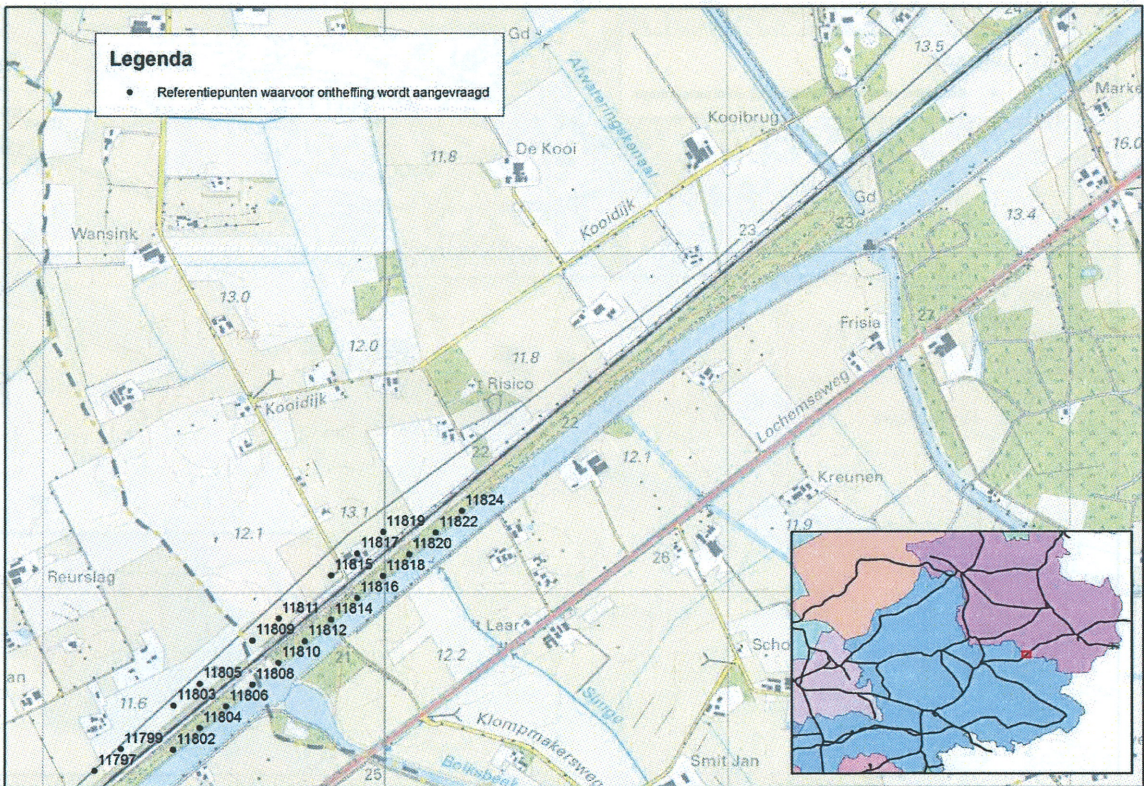 Legenda
Referentiepunten waarvoor ontheffing wordt aangevraagd
24
13.5
Gd
Marke
Afwateringskanaal
Kooibrug
16.0
11.8
De Kooi
Gd
Kooidijk
13.4
23
23
Wansink
13.0
Frisia
27
12.0
11.8
't Risico
Kooidijk
Lochemseweg
22
22
12.1
Kreunen
13.1
11.9
12.1
11824
11819
11822
11817
11820
11815
11818
26
Reurslag
11816
11811
11814
11809
11812
't Laar
11810
21
Scho
12.2
11805
11808
11803
11806
11.6
11804
11799
11802
11797
Klompmakersweg
25
Bolksbeek
Smit Jan